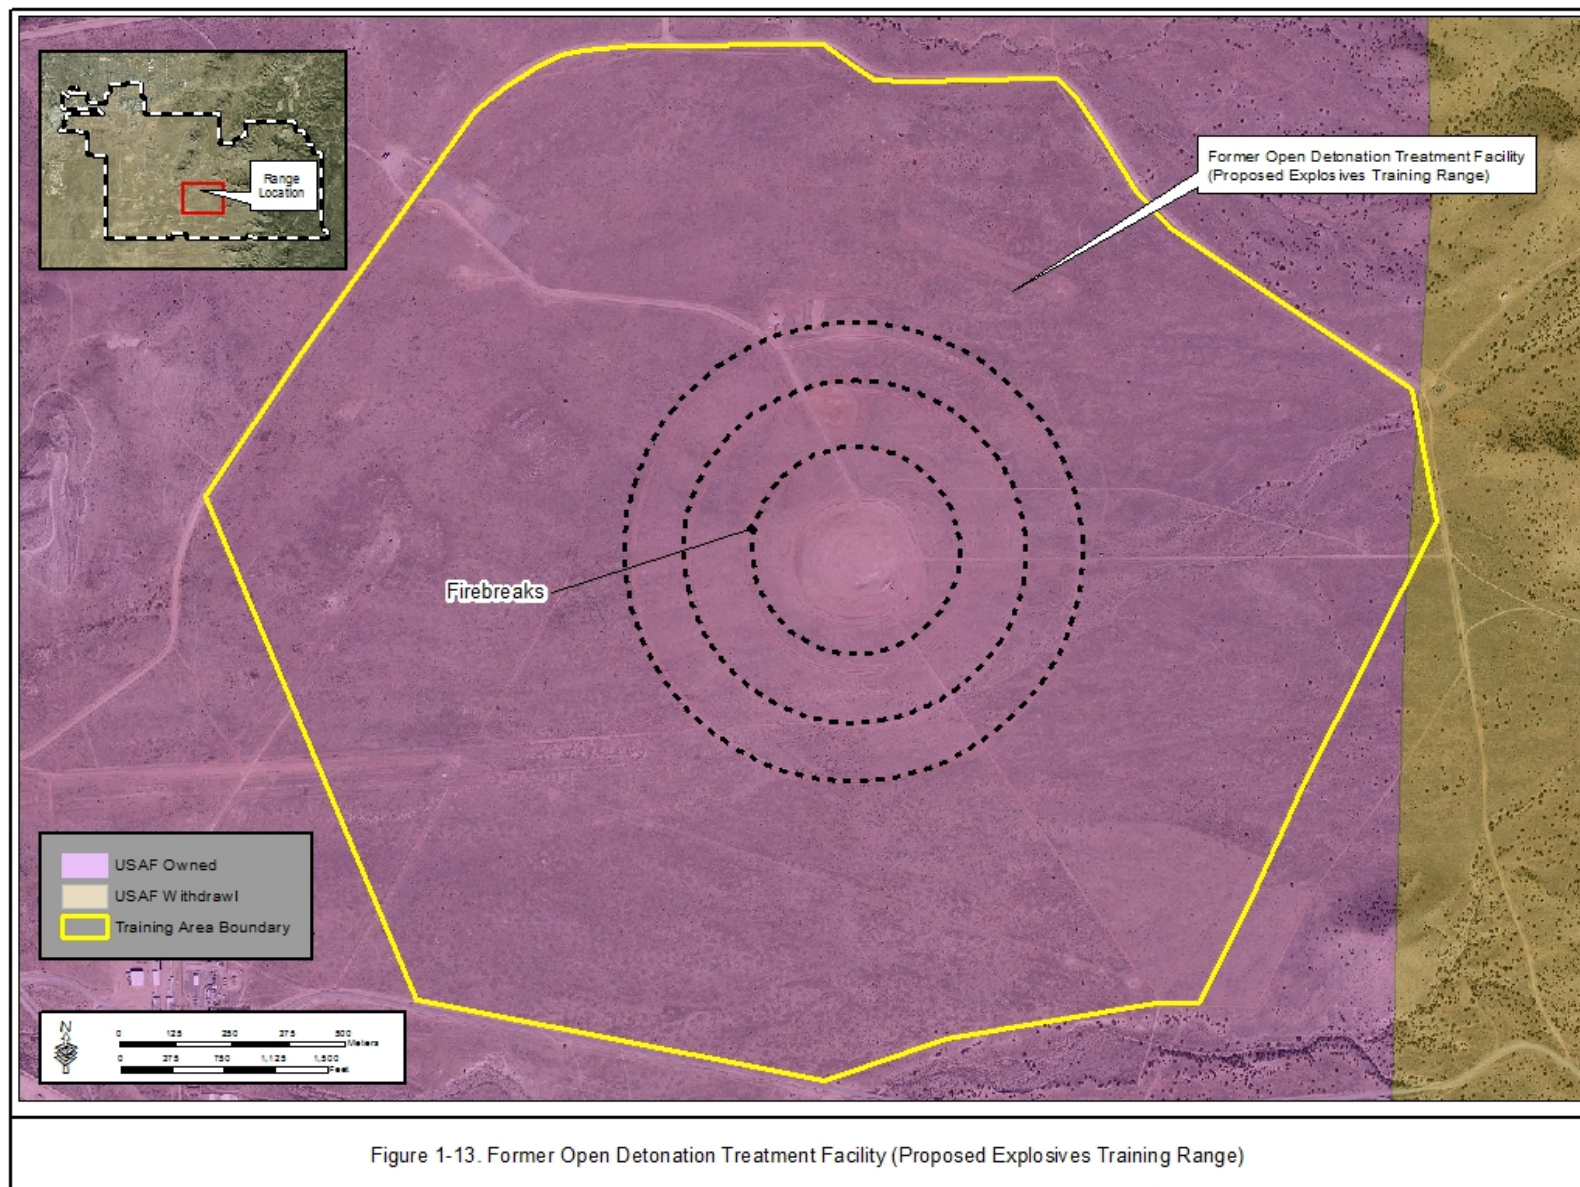 Range
Location
Former Open Detonation Treatment Facility
(Proposed Explosives Training Range)
Firebreaks
USAF Owned
USAF Withdrawl
Training Area Boundary
N
0 125 250 375 500
Meters
0 375 750 1,125 1,500
Feet
Figure 1-13. Former Open Detonation Treatment Facility (Proposed Explosives Training Range)